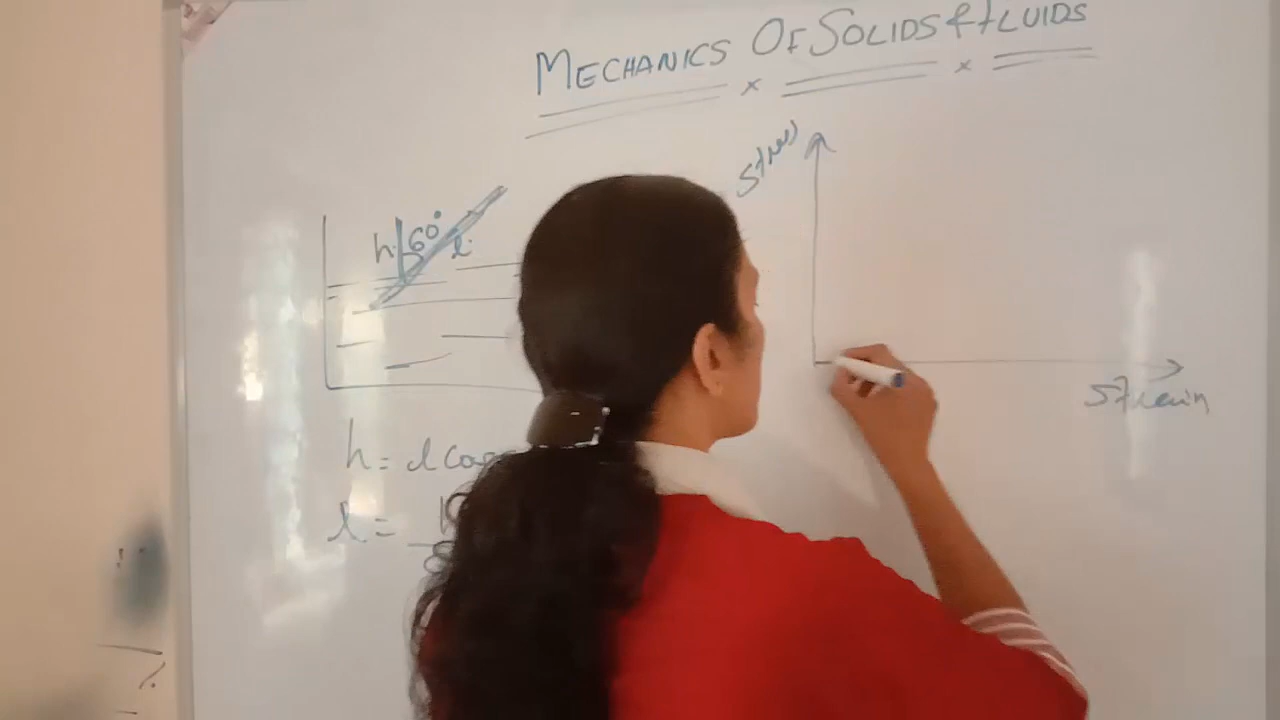 MECHANICS OF SOLIDS & FLUIDS
Stress
h 60° l
h = l cos
l =
Strain